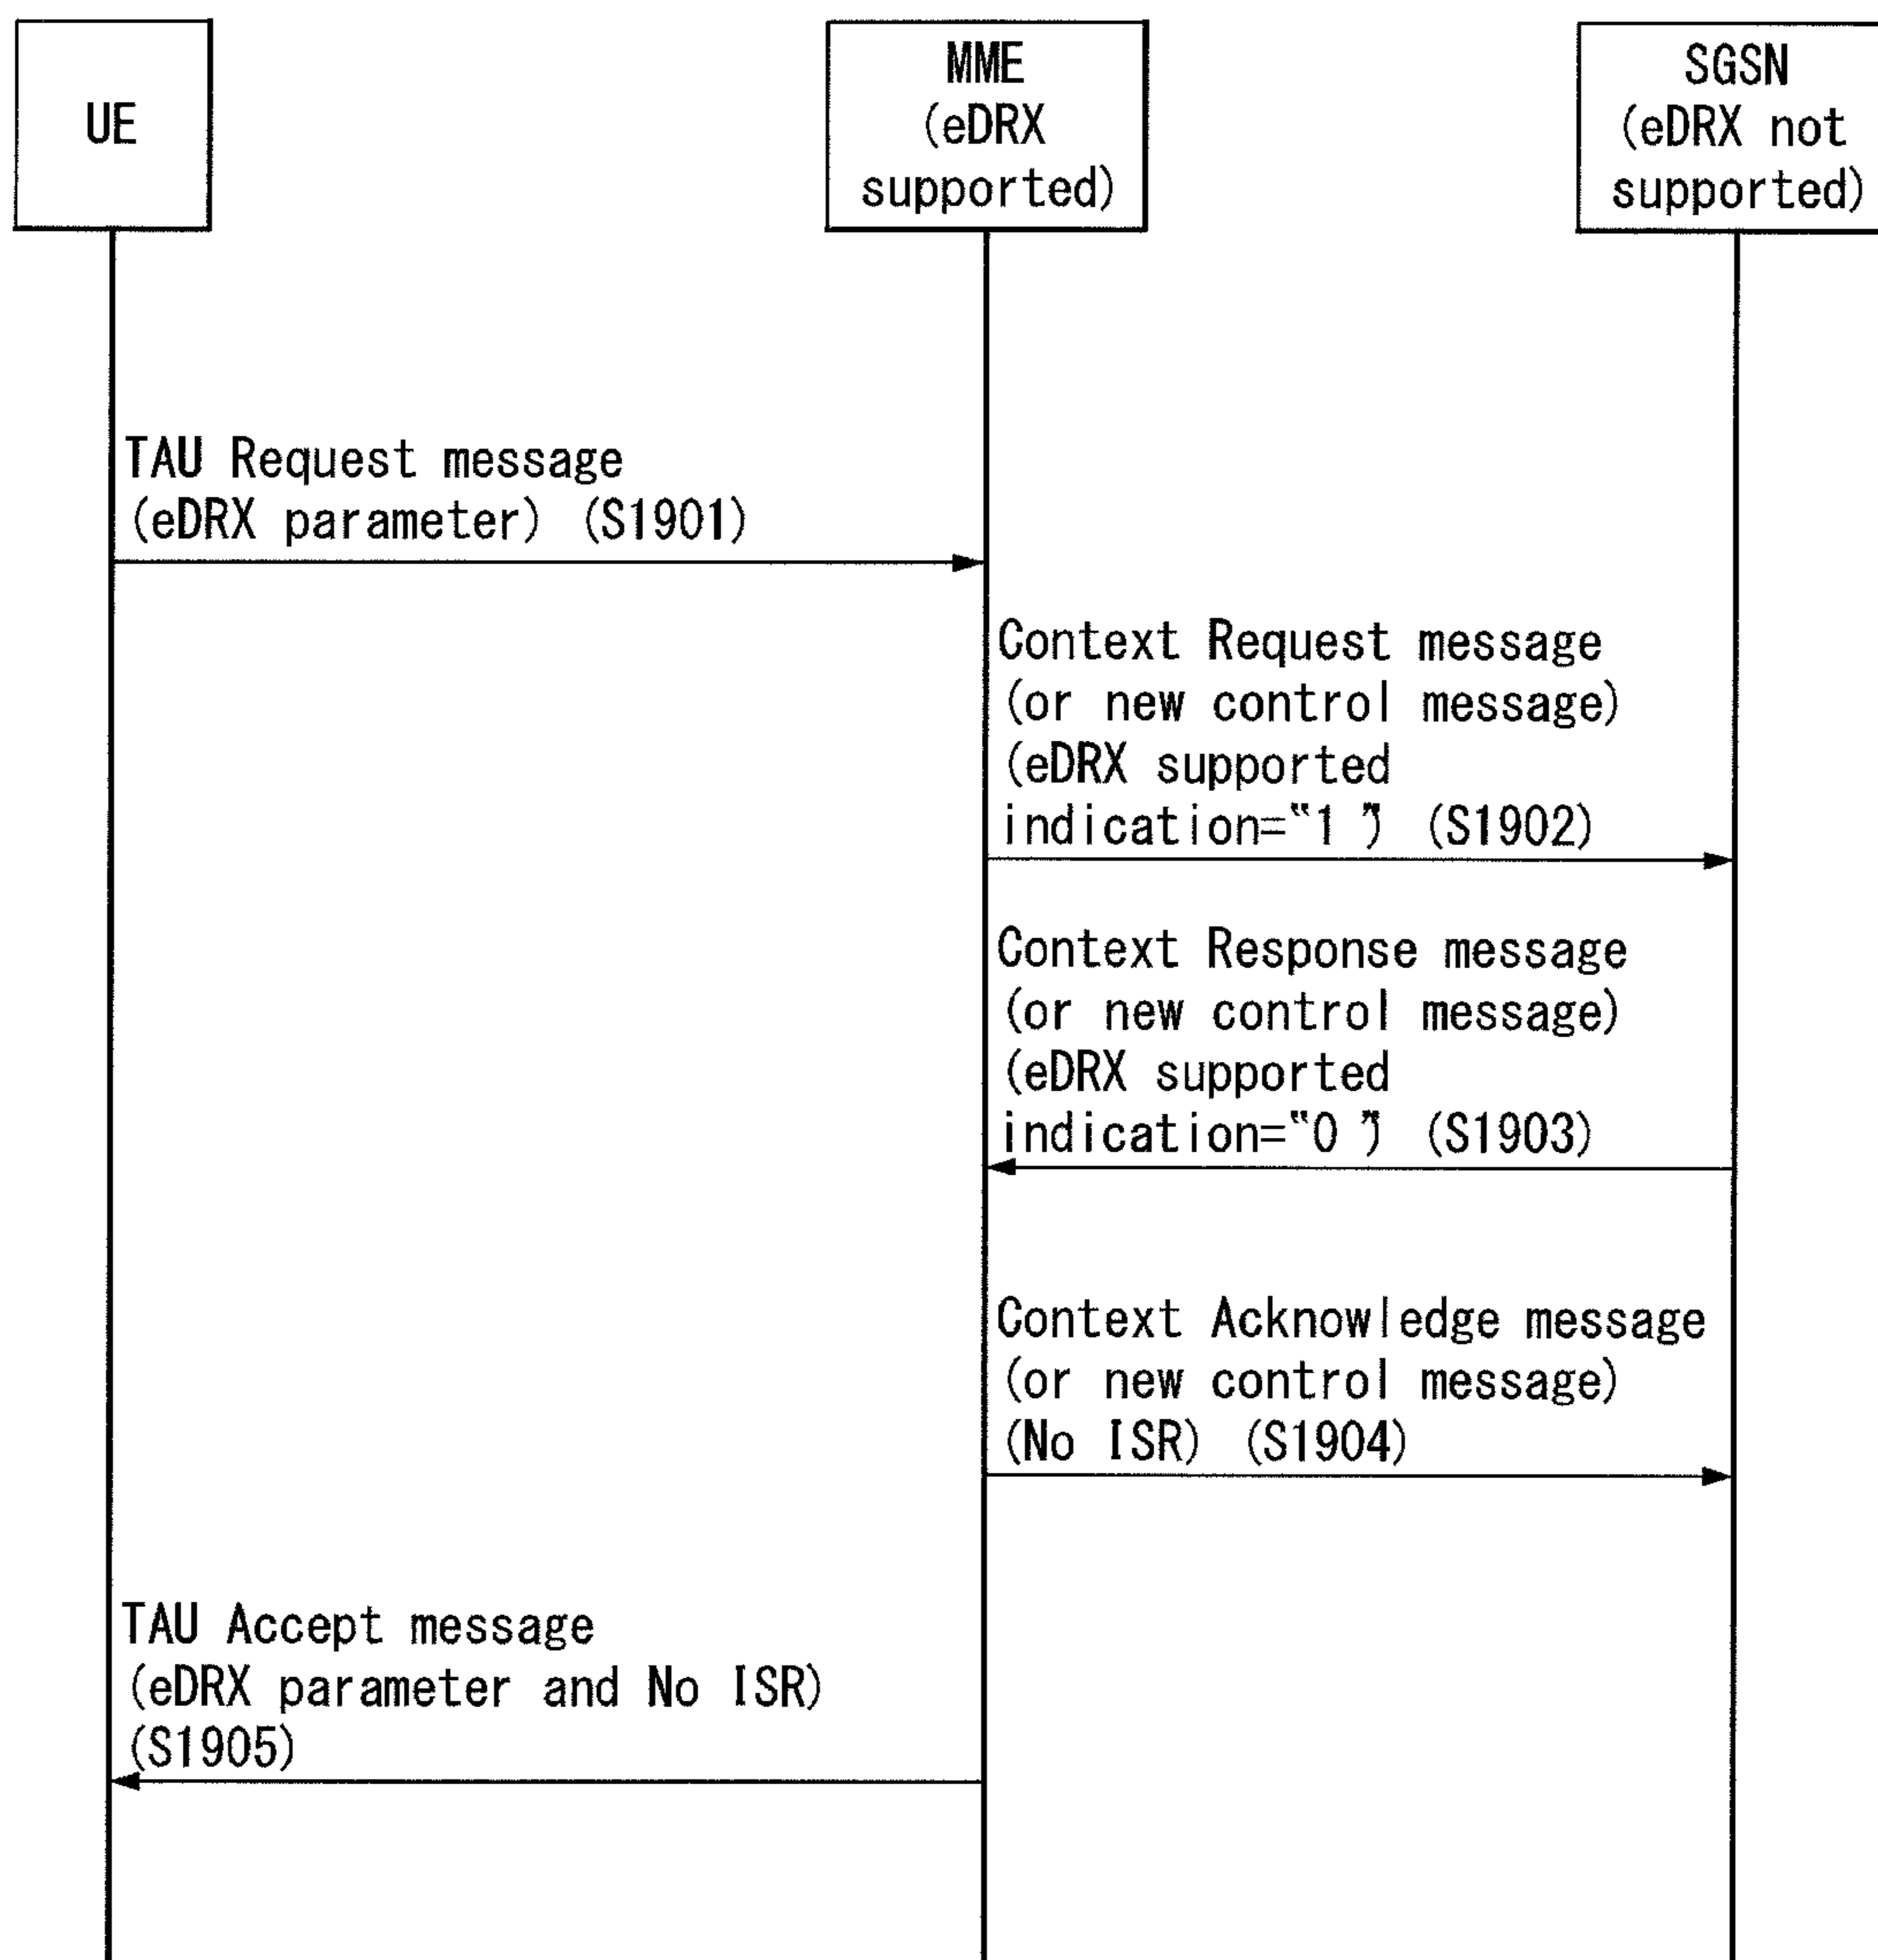 UE
MME
(eDRX
supported)
SGSN
(eDRX not
supported)
TAU Request message
(eDRX parameter) (S1901)
Context Request message
(or new control message)
(eDRX supported
indication="1") (S1902)
Context Response message
(or new control message)
(eDRX supported
indication="0") (S1903)
Context Acknowledge message
(or new control message)
(No ISR) (S1904)
TAU Accept message
(eDRX parameter and No ISR)
(S1905)